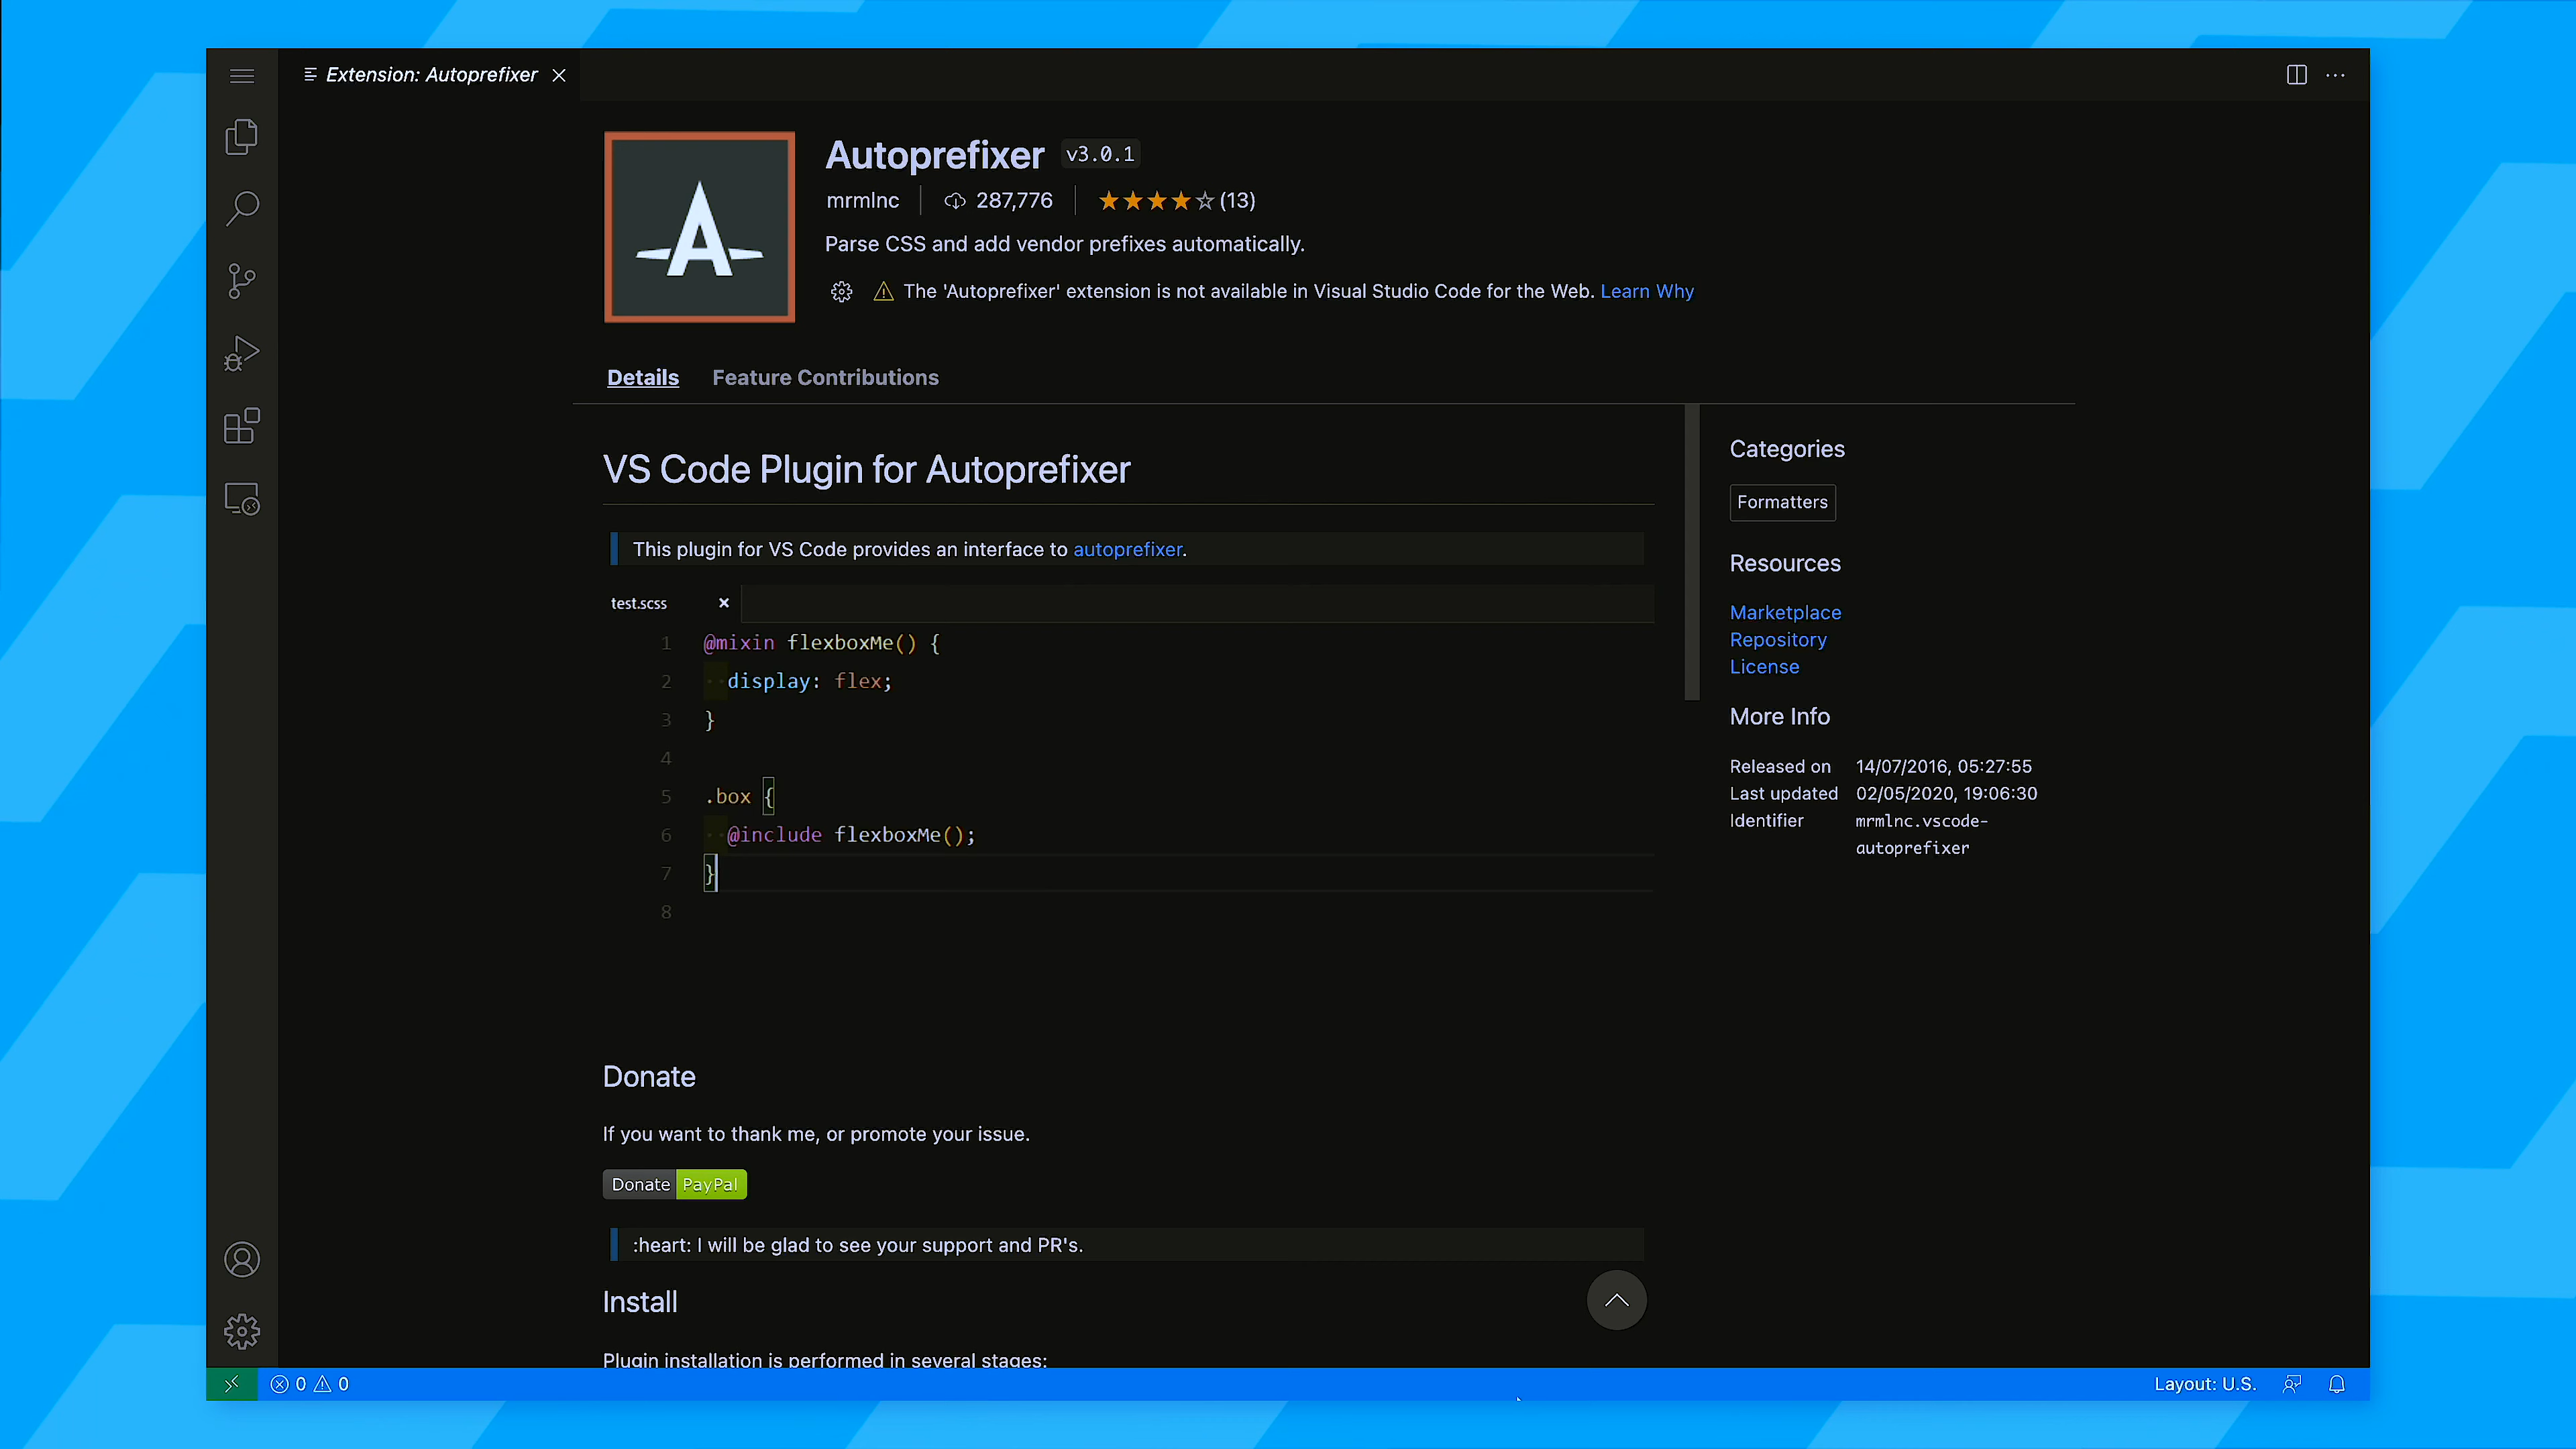 Extension: Autoprefixer
Autoprefixer v3.0.1
mrmlnc 287,776 (13)
Parse CSS and add vendor prefixes automatically.
The 'Autoprefixer' extension is not available in Visual Studio Code for the Web. Learn Why
Details Feature Contributions
VS Code Plugin for Autoprefixer
This plugin for VS Code provides an interface to autoprefixer.
test.scss
1 @mixin flexboxMe() {
2 ··display: flex;
3 }
4
5 .box {
6 ··@include flexboxMe();
7 }
8
Donate
If you want to thank me, or promote your issue.
Donate PayPal
:heart: I will be glad to see your support and PR's.
Install
Plugin installation is performed in several stages:
Categories
Formatters
Resources
Marketplace
Repository
License
More Info
Released on 14/07/2016, 05:27:55
Last updated 02/05/2020, 19:06:30
Identifier mrmlnc.vscode-
autoprefixer
0 0
Layout: U.S.